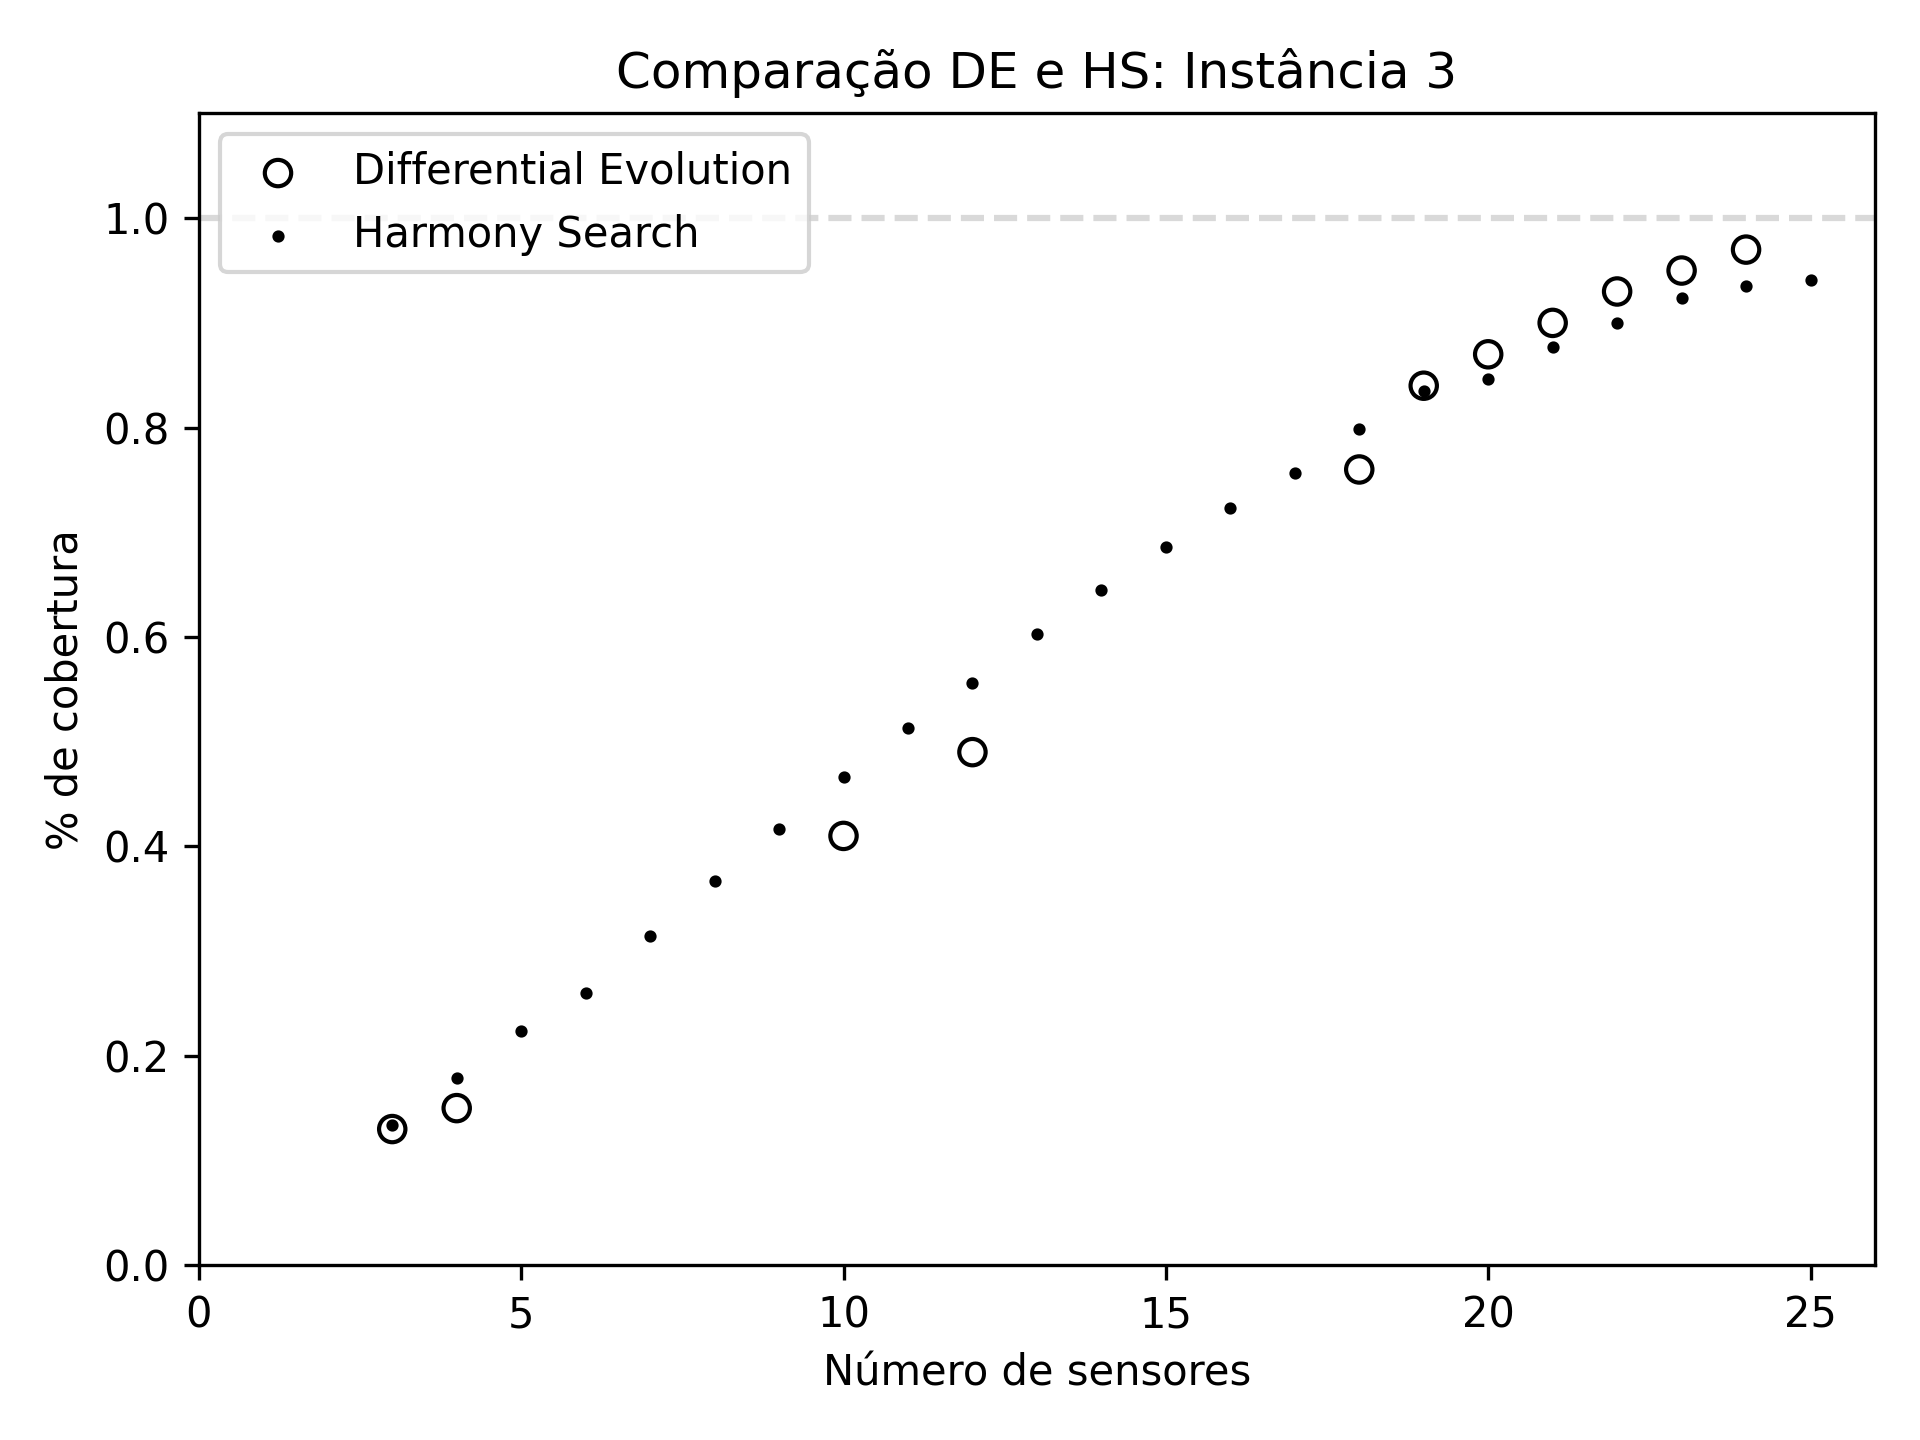 Comparação DE e HS: Instância 3
Differential Evolution
Harmony Search
1.0
0.8
0.6
0.4
0.2
0.0
% de cobertura
0 5 10 15 20 25
Número de sensores